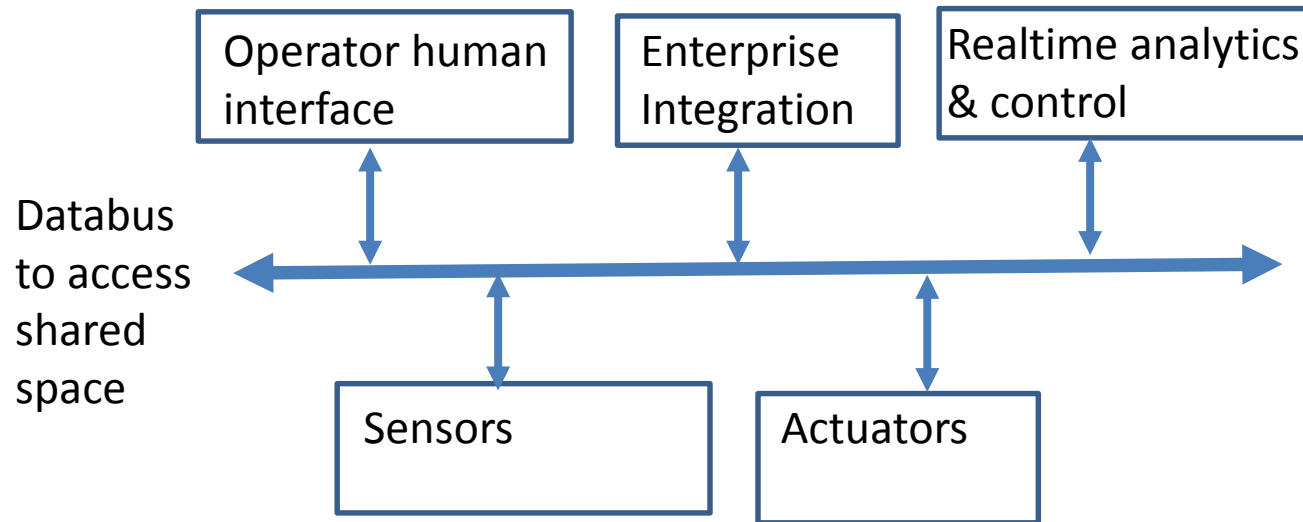 Operator human
interface
Enterprise
Integration
Realtime analytics
& control
Databus
to access
shared
space
Sensors
Actuators